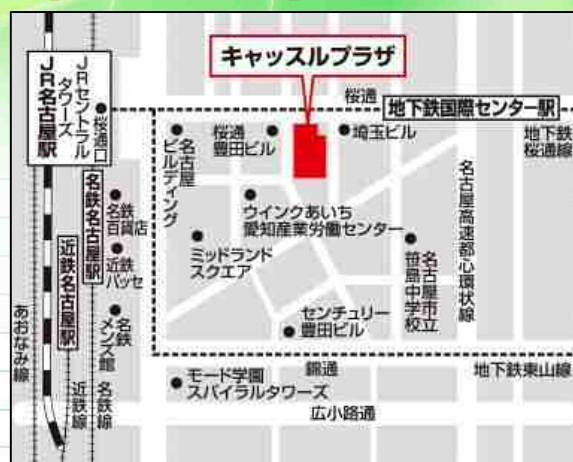 キャッスルプラザ
JRセントラル
タワーズ
JR名古屋駅
桜通口
桜通
地下鉄国際センター駅
地下鉄
桜通線
名古屋
ビルディング
桜通
豊田ビル
埼玉ビル
名鉄名古屋駅
名鉄
百貨店
近鉄名古屋駅
近鉄
パッセ
ウインクあいち
愛知産業労働センター
ミッドランド
スクエア
名古屋市立
笹島中学校
名古屋高速都心環状線
あおなみ線
名鉄
メンズ館
センチュリー
豊田ビル
錦通
地下鉄東山線
モード学園
スパイラルタワーズ
近鉄線
名鉄線
広小路通